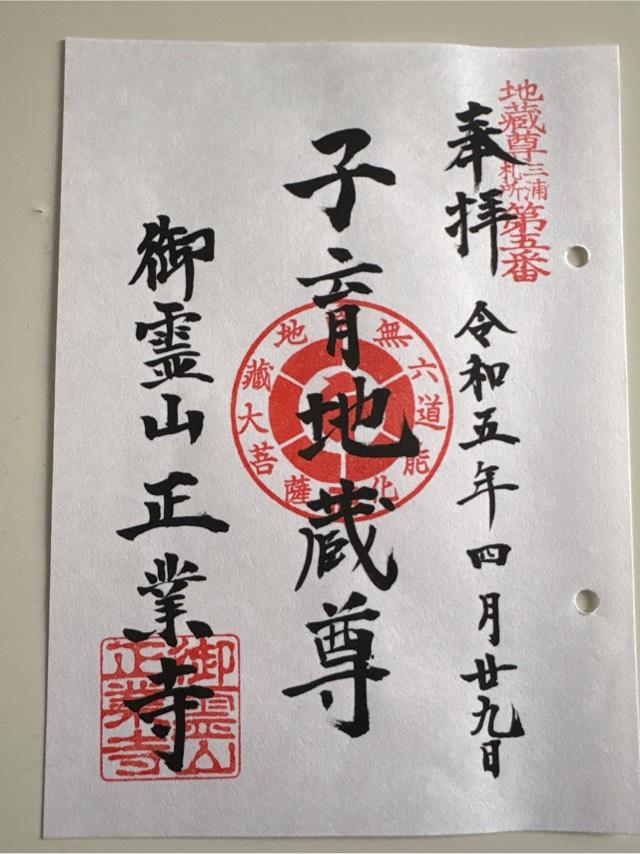 地蔵尊三浦札所第五番
奉拝
令和五年四月廿九日
子育地蔵尊
無
六道能化
地藏大菩薩
御霊山正業寺
御霊山
正業寺